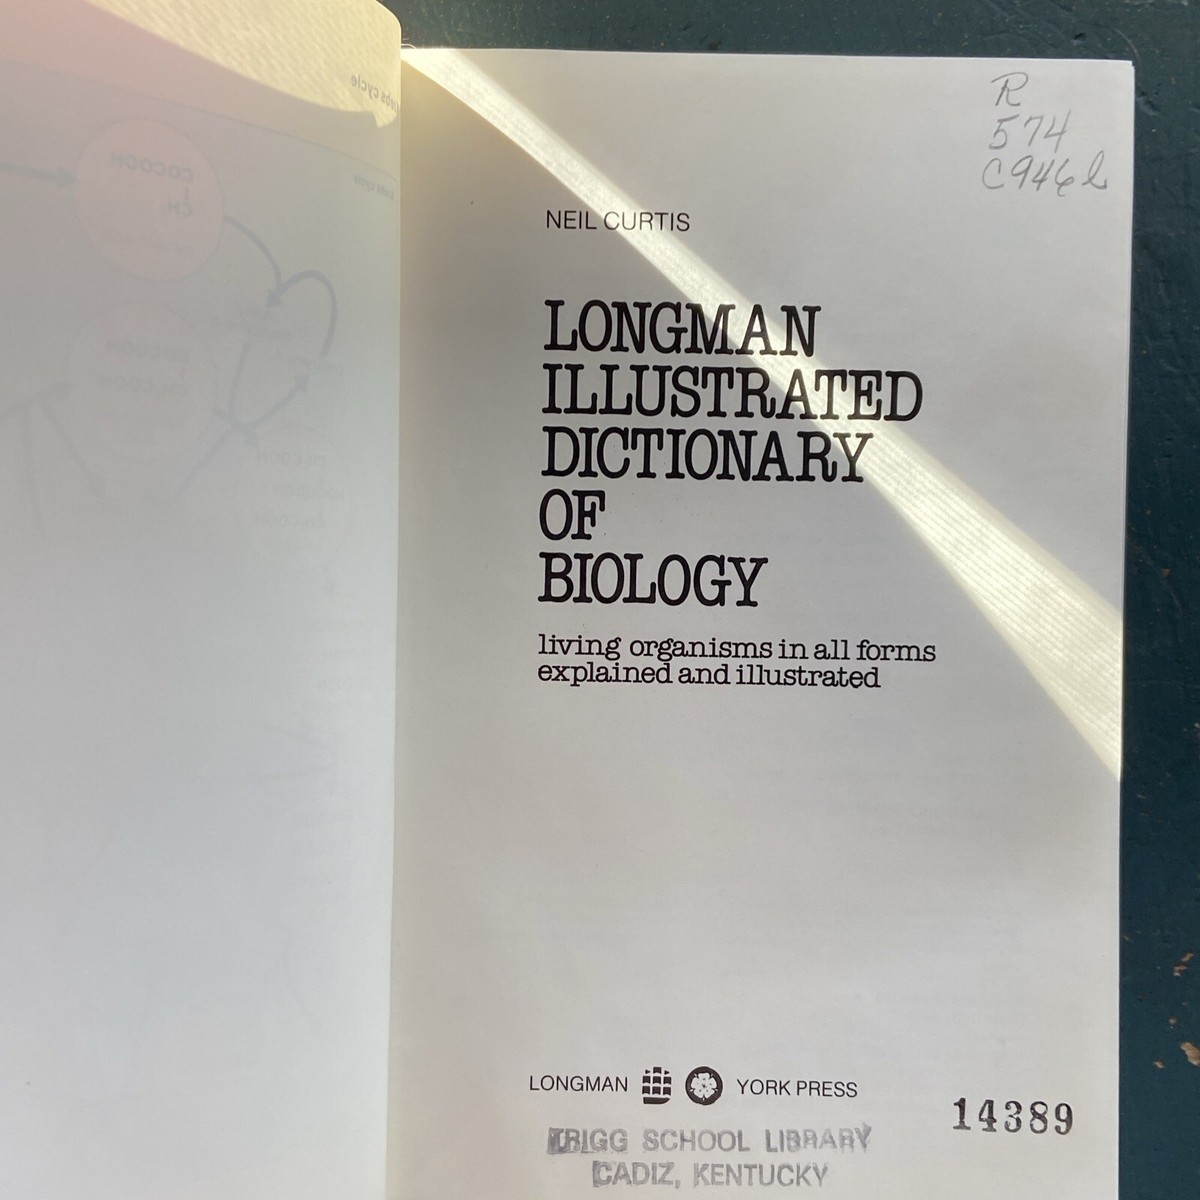 R
574
C946l
NEIL CURTIS
LONGMAN
ILLUSTRATED
DICTIONARY
OF
BIOLOGY
living organisms in all forms
explained and illustrated
LONGMAN YORK PRESS
14389
TRIGG SCHOOL LIBRARY
CADIZ, KENTUCKY